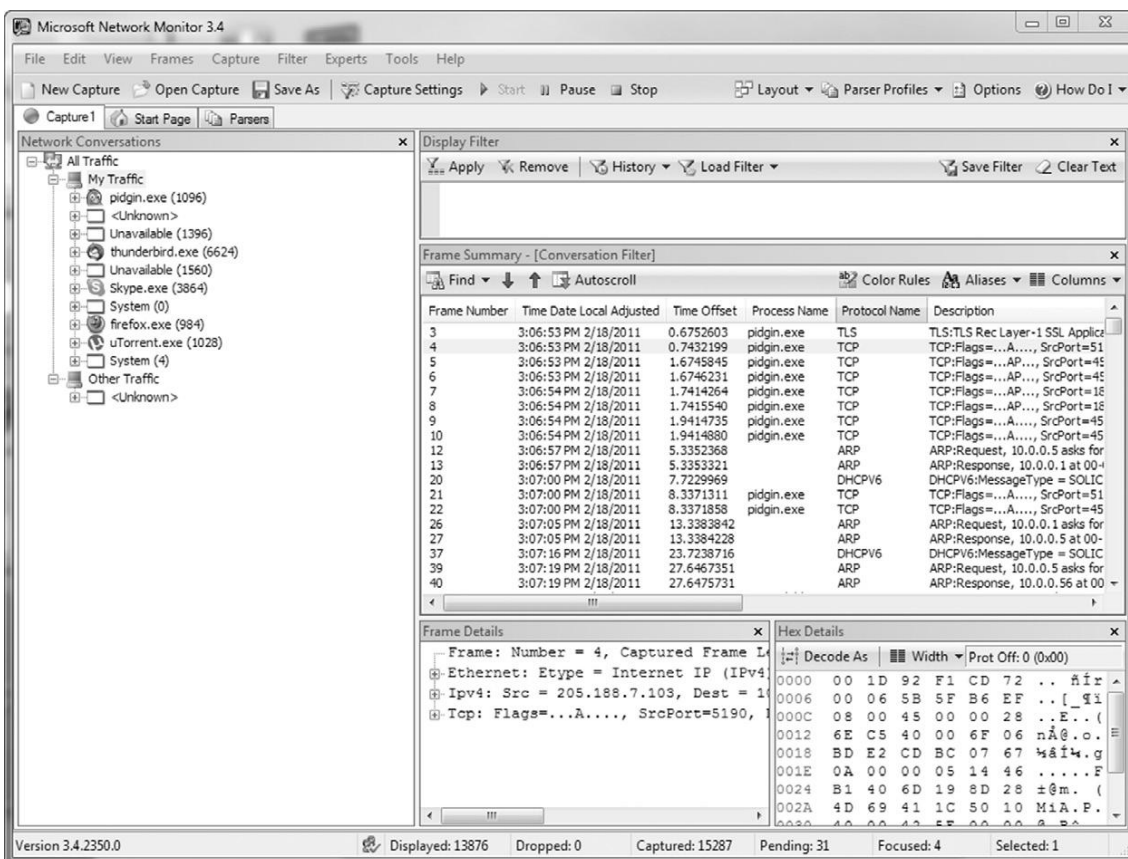 Microsoft Network Monitor 3.4
File Edit View Frames Capture Filter Experts Tools Help
New Capture Open Capture Save As Capture Settings Start Pause Stop Layout Parser Profiles Options How Do I
Capture1 Start Page Parsers
Network Conversations
All Traffic
My Traffic
pidgin.exe (1096)
<Unknown>
Unavailable (1396)
thunderbird.exe (6624)
Unavailable (1560)
Skype.exe (3864)
System (0)
firefox.exe (984)
uTorrent.exe (1028)
System (4)
Other Traffic
<Unknown>
Display Filter
Apply Remove History Load Filter Save Filter Clear Text
Frame Summary - [Conversation Filter]
Find Autoscroll Color Rules Aliases Columns
Frame Number Time Date Local Adjusted Time Offset Process Name Protocol Name Description
3 3:06:53 PM 2/18/2011 0.6752603 pidgin.exe TLS TLS:TLS Rec Layer-1 SSL Applica
4 3:06:53 PM 2/18/2011 0.7432199 pidgin.exe TCP TCP:Flags=...A...., SrcPort=51
5 3:06:53 PM 2/18/2011 1.6745845 pidgin.exe TCP TCP:Flags=...AP..., SrcPort=45
6 3:06:53 PM 2/18/2011 1.6746231 pidgin.exe TCP TCP:Flags=...AP..., SrcPort=45
7 3:06:54 PM 2/18/2011 1.7414264 pidgin.exe TCP TCP:Flags=...AP..., SrcPort=18
8 3:06:54 PM 2/18/2011 1.7415540 pidgin.exe TCP TCP:Flags=...AP..., SrcPort=18
9 3:06:54 PM 2/18/2011 1.9414735 pidgin.exe TCP TCP:Flags=...A...., SrcPort=45
10 3:06:54 PM 2/18/2011 1.9414880 pidgin.exe TCP TCP:Flags=...A...., SrcPort=45
12 3:06:57 PM 2/18/2011 5.3352368 ARP ARP:Request, 10.0.0.5 asks for
13 3:06:57 PM 2/18/2011 5.3353321 ARP ARP:Response, 10.0.0.1 at 00-
20 3:07:00 PM 2/18/2011 7.7229969 DHCPV6 DHCPV6:MessageType = SOLIC
21 3:07:00 PM 2/18/2011 8.3371311 pidgin.exe TCP TCP:Flags=...A...., SrcPort=51
22 3:07:00 PM 2/18/2011 8.3371858 pidgin.exe TCP TCP:Flags=...A...., SrcPort=45
26 3:07:05 PM 2/18/2011 13.3383842 ARP ARP:Request, 10.0.0.1 asks for
27 3:07:05 PM 2/18/2011 13.3384228 ARP ARP:Response, 10.0.0.5 at 00-
37 3:07:16 PM 2/18/2011 23.7238716 DHCPV6 DHCPV6:MessageType = SOLIC
39 3:07:19 PM 2/18/2011 27.6467351 ARP ARP:Request, 10.0.0.5 asks for
40 3:07:19 PM 2/18/2011 27.6475731 ARP ARP:Response, 10.0.0.56 at 00
Frame Details
Frame: Number = 4, Captured Frame Le
Ethernet: Etype = Internet IP (IPv4)
Ipv4: Src = 205.188.7.103, Dest = 10
Tcp: Flags=...A...., SrcPort=5190,
Hex Details
Decode As Width Prot Off: 0 (0x00)
0000 00 1D 92 F1 CD 72 .. ñÍr
0006 00 06 5B 5F B6 EF ..[_¶ï
000C 08 00 45 00 00 28 ..E..(
0012 6E C5 40 00 6F 06 nÅ@.o.
0018 BD E2 CD BC 07 67 ½âÍ¼.g
001E 0A 00 00 05 14 46 .....F
0024 B1 40 6D 19 8D 28 ±@m. (
002A 4D 69 41 1C 50 10 MiA.P.
Version 3.4.2350.0 Displayed: 13876 Dropped: 0 Captured: 15287 Pending: 31 Focused: 4 Selected: 1